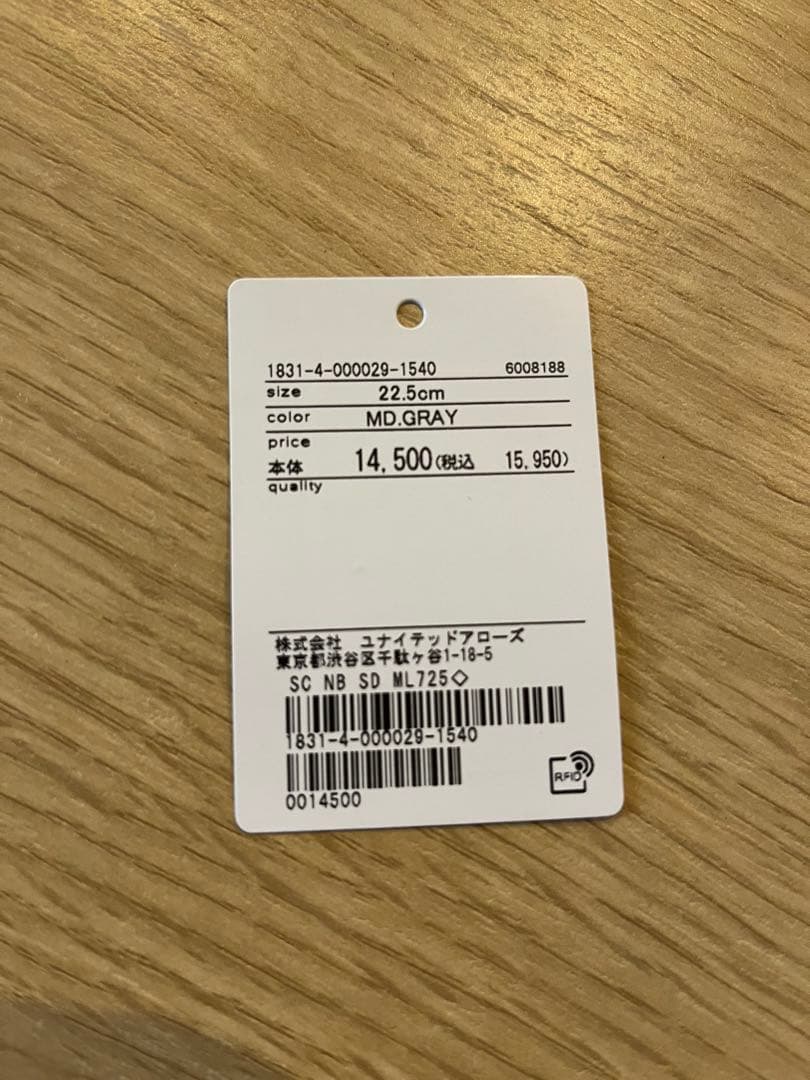 1831-4-000029-1540 6008188
size 22.5cm
color MD.GRAY
price
本体 14,500(税込 15,950)
quality
株式会社 ユナイテッドアローズ
東京都渋谷区千駄ヶ谷1-18-5
SC NB SD ML725◇
1831-4-000029-1540
0014500
RFID